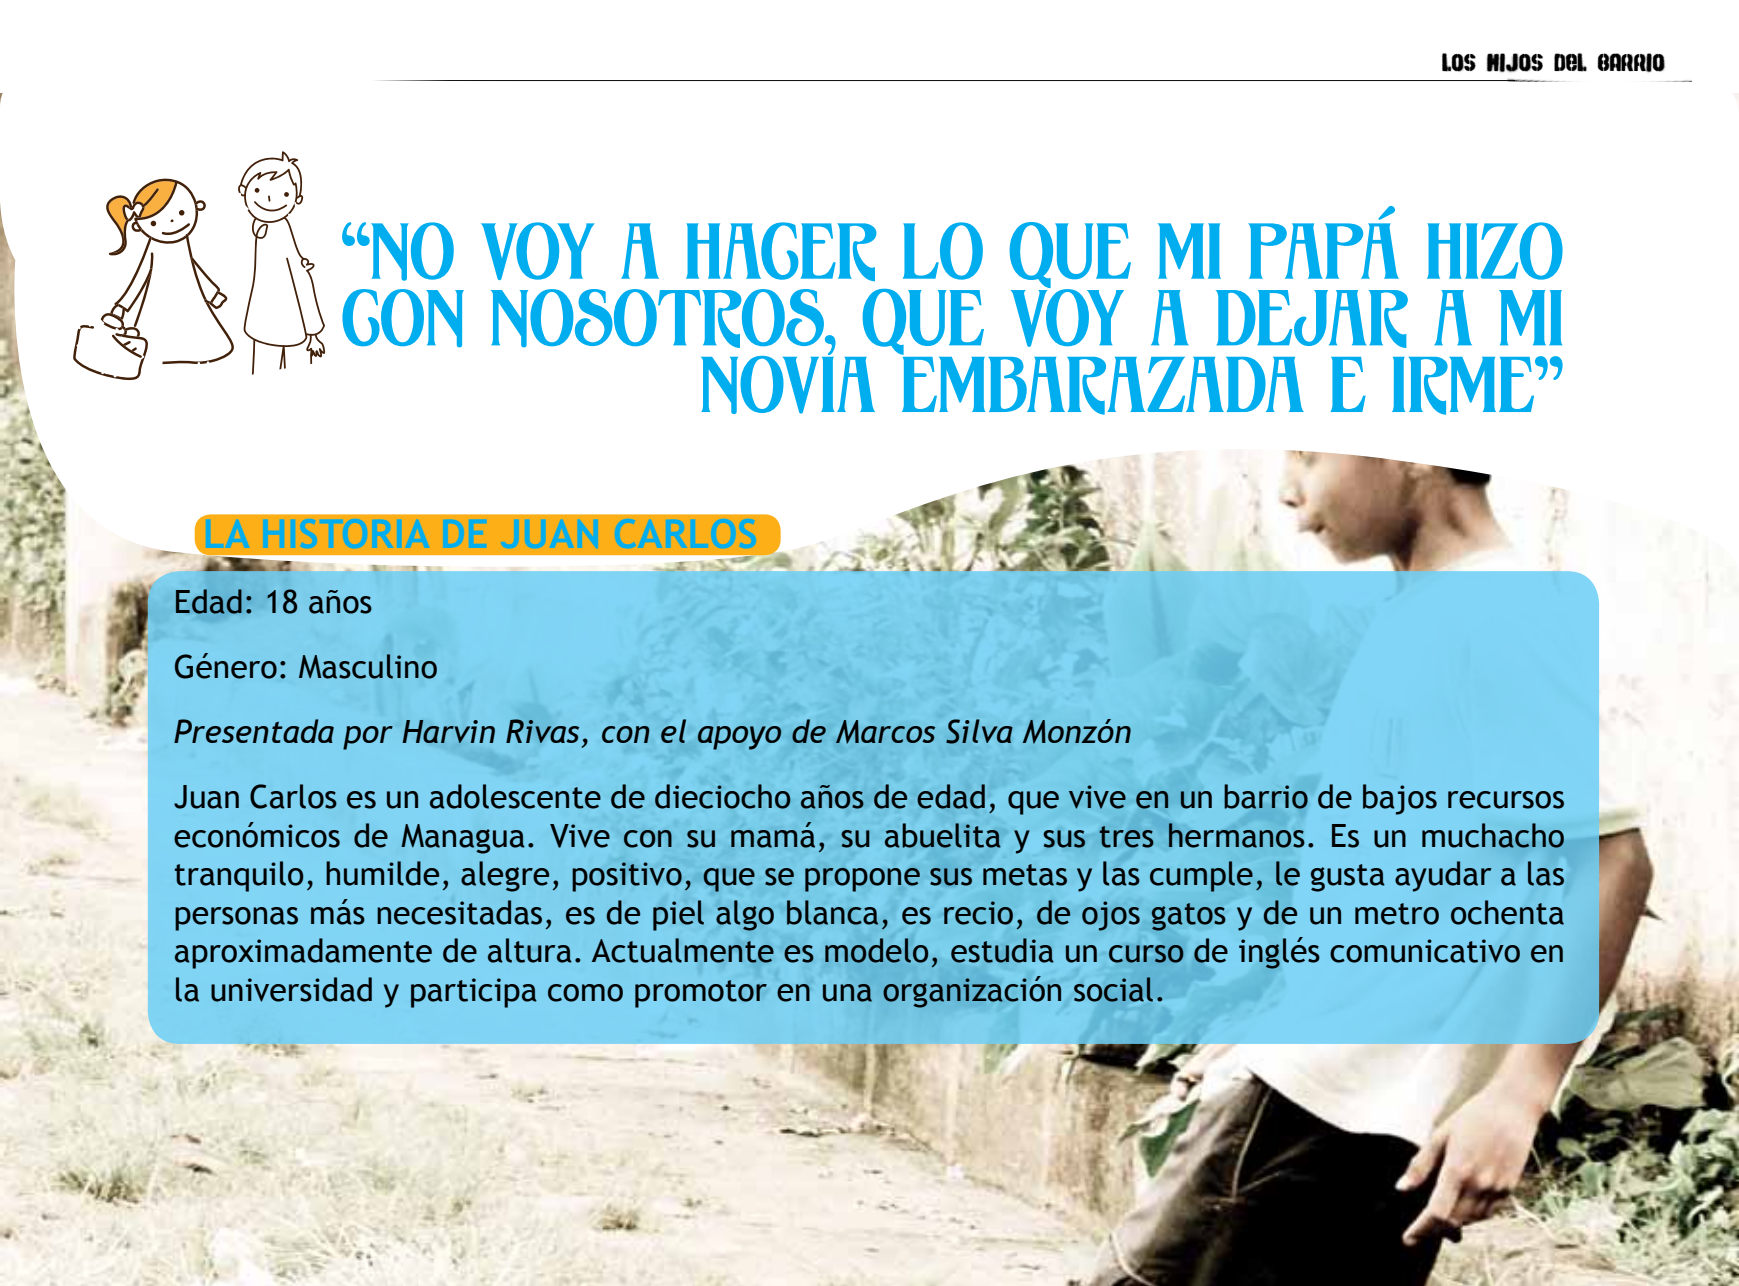 LOS HIJOS DEL BARRIO
“NO VOY A HACER LO QUE MI PAPÁ HIZO
CON NOSOTROS, QUE VOY A DEJAR A MI
NOVIA EMBARAZADA E IRME”
LA HISTORIA DE JUAN CARLOS
Edad: 18 años
Género: Masculino
Presentada por Harvin Rivas, con el apoyo de Marcos Silva Monzón
Juan Carlos es un adolescente de dieciocho años de edad, que vive en un barrio de bajos recursos
económicos de Managua. Vive con su mamá, su abuelita y sus tres hermanos. Es un muchacho
tranquilo, humilde, alegre, positivo, que se propone sus metas y las cumple, le gusta ayudar a las
personas más necesitadas, es de piel algo blanca, es recio, de ojos gatos y de un metro ochenta
aproximadamente de altura. Actualmente es modelo, estudia un curso de inglés comunicativo en
la universidad y participa como promotor en una organización social.